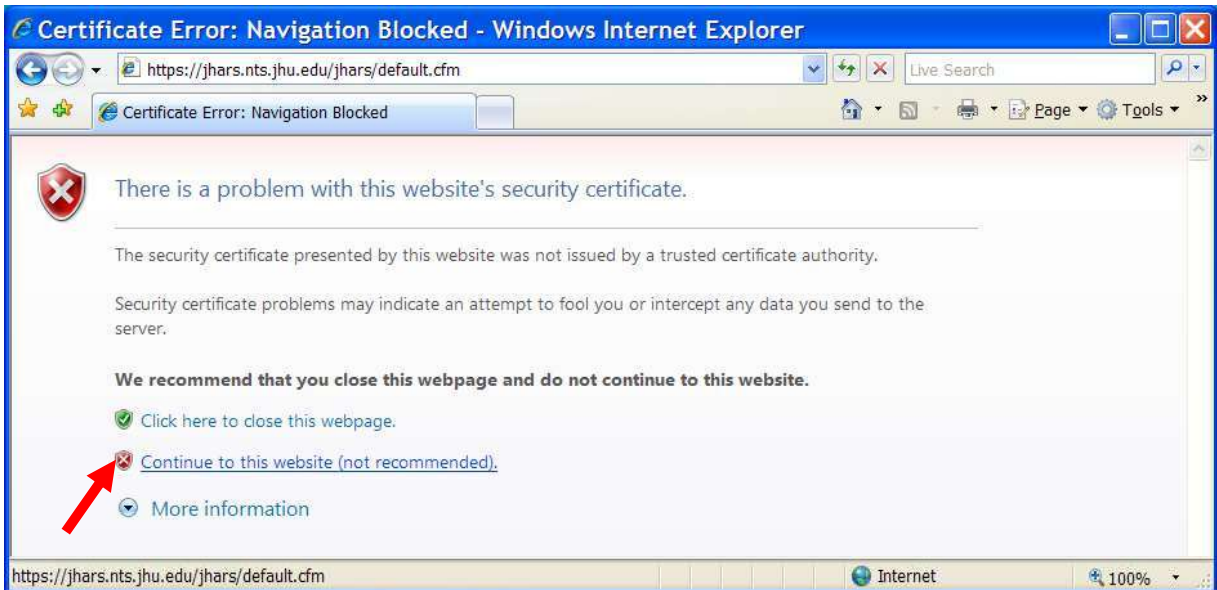 Certificate Error: Navigation Blocked - Windows Internet Explorer
https://jhars.nts.jhu.edu/jhars/default.cfm
Live Search
Certificate Error: Navigation Blocked
Page
Tools
»
There is a problem with this website's security certificate.
The security certificate presented by this website was not issued by a trusted certificate authority.
Security certificate problems may indicate an attempt to fool you or intercept any data you send to the
server.
We recommend that you close this webpage and do not continue to this website.
Click here to close this webpage.
Continue to this website (not recommended).
More information
https://jhars.nts.jhu.edu/jhars/default.cfm
Internet
100%